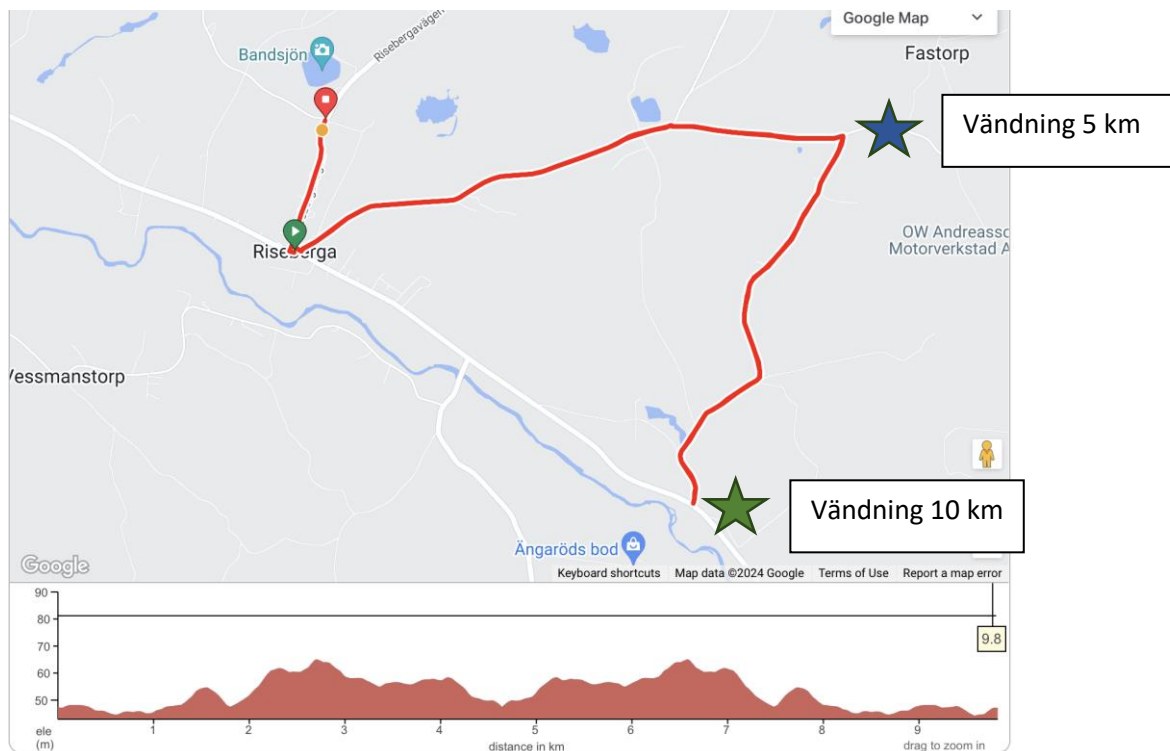 Google Map
Bandsjön
Risebergavägen
Fastorp
Vändning 5 km
OW Andreasso
Motorverkstad A
Riseberga
Vessmanstorp
Vändning 10 km
Ängaröds bod
Google
Keyboard shortcuts
Map data ©2024 Google
Terms of Use
Report a map error
90
80
70
60
50
9.8
ele
(m)
1
2
3
4
5
6
7
8
9
distance in km
drag to zoom in